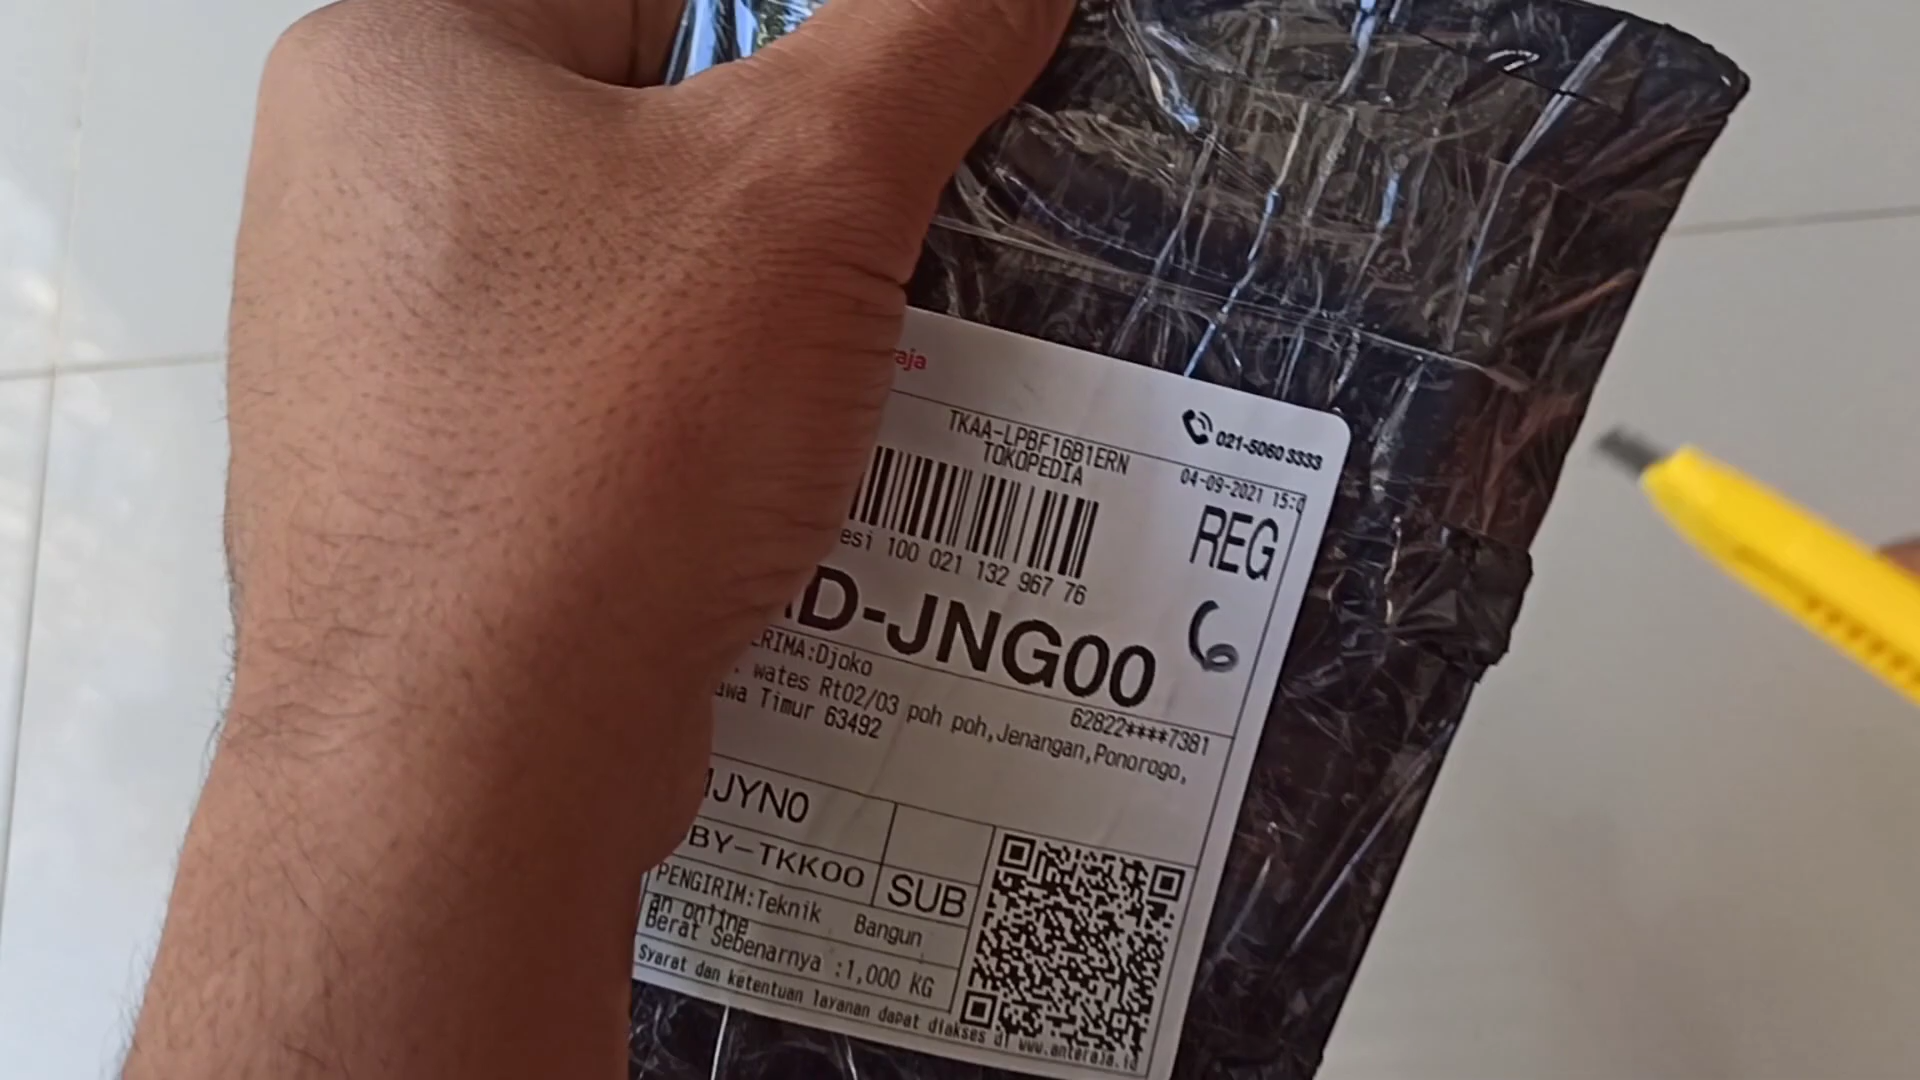 raja
021-5060 3333
TKAA-LPBF16B1ERN
TOKOPEDIA
04-09-2021 15:0
REG
esi 100 021 132 967 76
D-JNG00
6
ERIMA:Djoko
62822****7381
. wates Rt02/03 poh poh,Jenangan,Ponorogo,
awa Timur 63492
JYN0
BY-TKK00
SUB
PENGIRIM:Teknik Bangun
an online
Berat Sebenarnya :1,000 KG
Syarat dan ketentuan layanan dapat diakses di www.anteraja.id